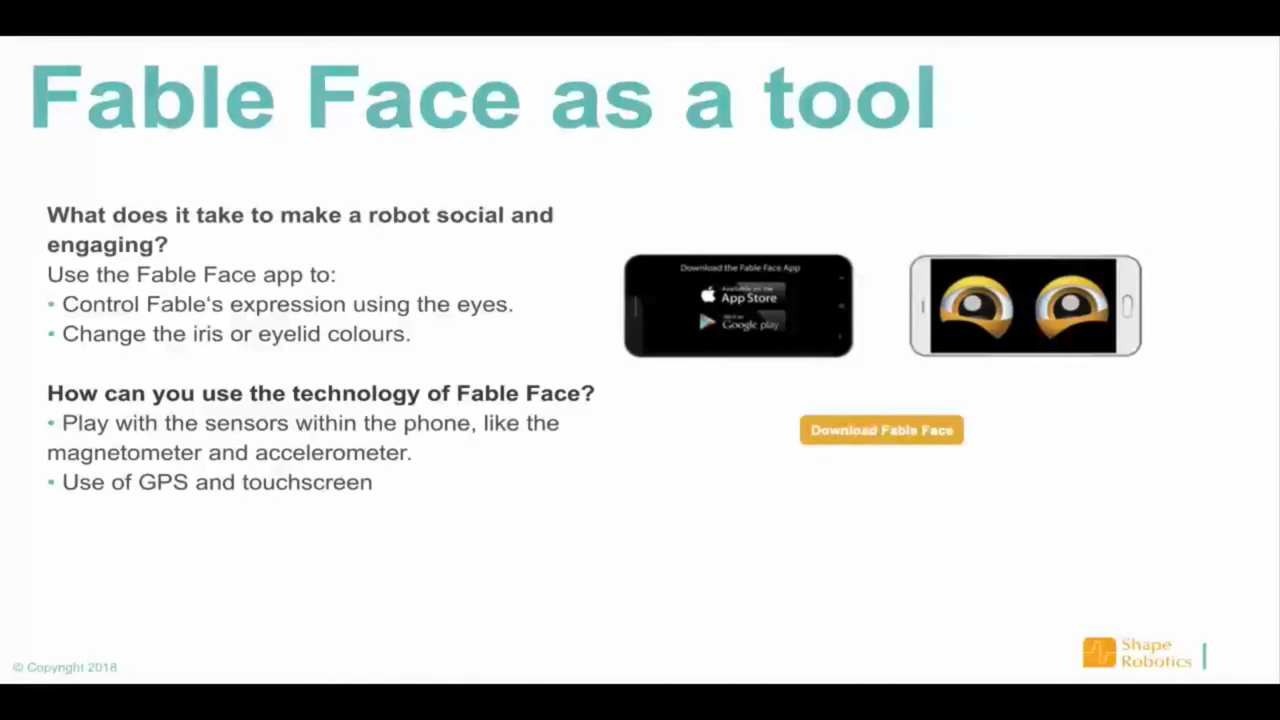 Fable Face as a tool
What does it take to make a robot social and
engaging?
Use the Fable Face app to:
• Control Fable‘s expression using the eyes.
• Change the iris or eyelid colours.
How can you use the technology of Fable Face?
• Play with the sensors within the phone, like the
magnetometer and accelerometer.
• Use of GPS and touchscreen
Download the Fable Face App
Available on the
App Store
Google play
Download Fable Face
© Copyright 2018
Shape
Robotics